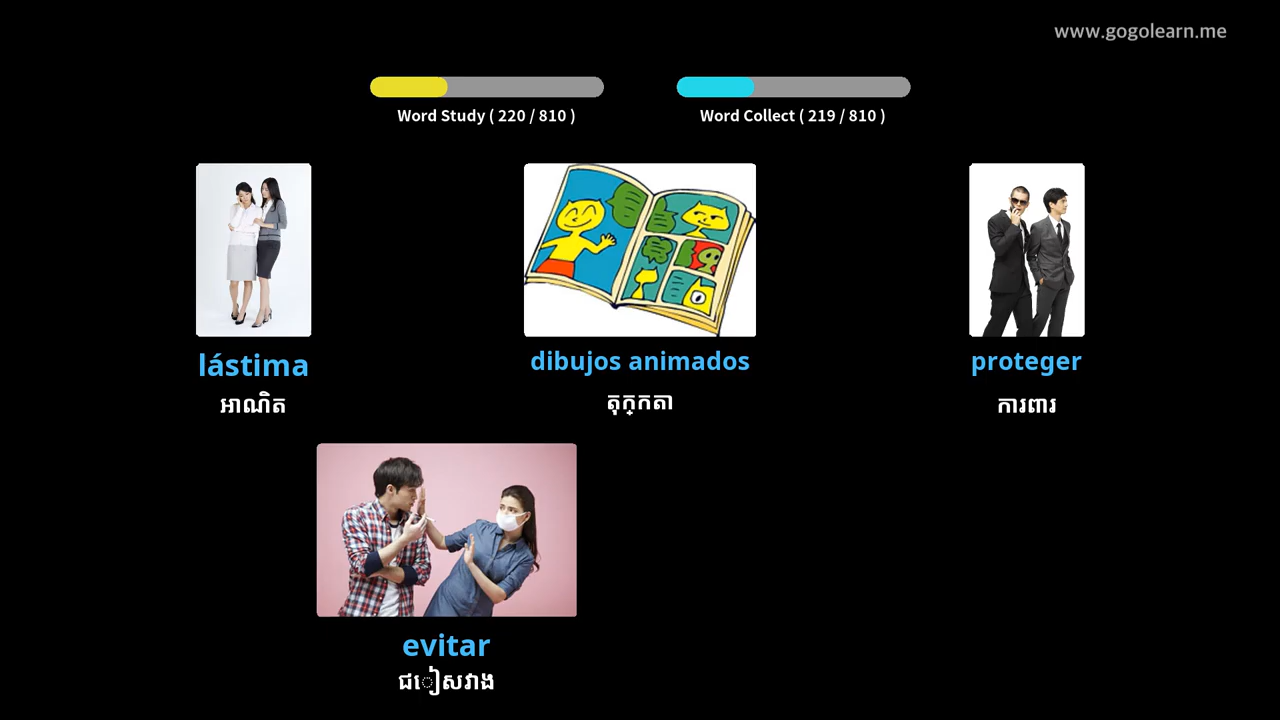 www.gogolearn.me
Word Study ( 220 / 810 )
Word Collect ( 219 / 810 )
lástima
អាណិត
dibujos animados
តុក្កតា
proteger
ការពារ
evitar
ជៀសវាង